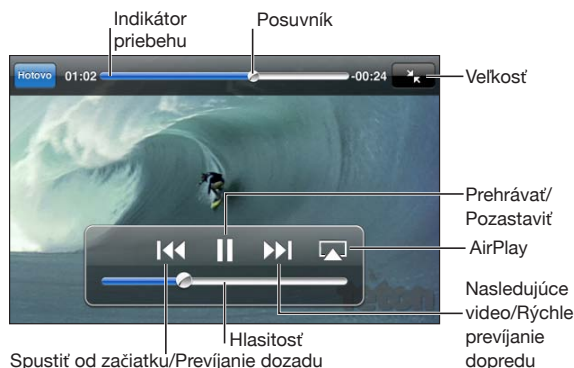 Indikátor
priebehu
Posuvník
Hotovo 01:02 -00:24
Veľkosť
Prehrávať/
Pozastaviť
AirPlay
Nasledujúce
video/Rýchle
prevíjanie
dopredu
Hlasitosť
Spustiť od začiatku/Prevíjanie dozadu